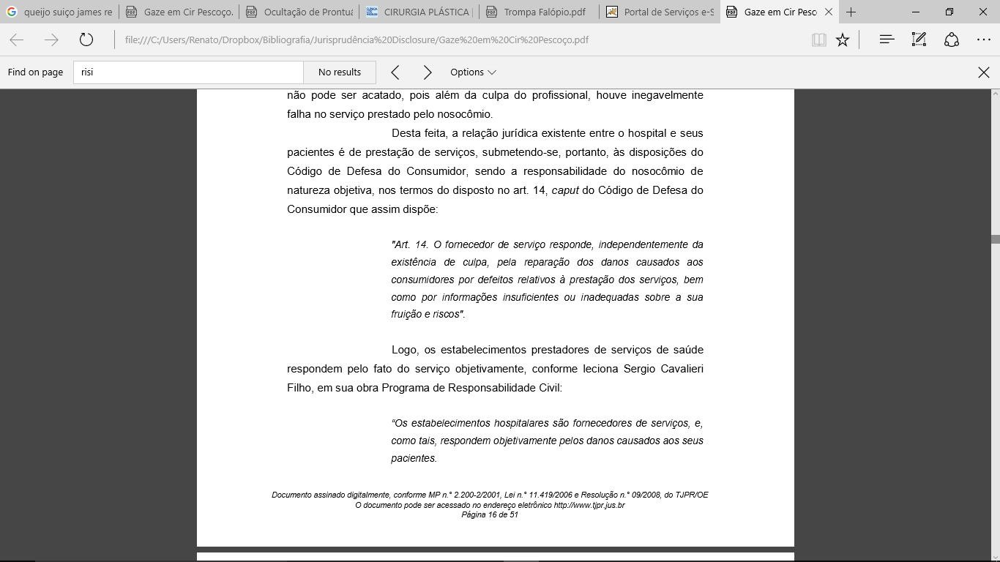 queijo suiço james re
Gaze em Cir Pescoço.
Ocultação de Prontuá
CIRURGIA PLÁSTICA
Trompa Falópio.pdf
Portal de Serviços e-S
Gaze em Cir Pesco
file:///C:/Users/Renato/Dropbox/Bibliografia/Jurisprudência%20Disclosure/Gaze%20em%20Cir%20Pescoço.pdf
Find on page
risi
No results
Options
não pode ser acatado, pois além da culpa do profissional, houve inegavelmente
falha no serviço prestado pelo nosocômio.
Desta feita, a relação jurídica existente entre o hospital e seus
pacientes é de prestação de serviços, submetendo-se, portanto, às disposições do
Código de Defesa do Consumidor, sendo a responsabilidade do nosocômio de
natureza objetiva, nos termos do disposto no art. 14, caput do Código de Defesa do
Consumidor que assim dispõe:
"Art. 14. O fornecedor de serviço responde, independentemente da
existência de culpa, pela reparação dos danos causados aos
consumidores por defeitos relativos à prestação dos serviços, bem
como por informações insuficientes ou inadequadas sobre a sua
fruição e riscos".
Logo, os estabelecimentos prestadores de serviços de saúde
respondem pelo fato do serviço objetivamente, conforme leciona Sergio Cavalieri
Filho, em sua obra Programa de Responsabilidade Civil:
“Os estabelecimentos hospitalares são fornecedores de serviços, e,
como tais, respondem objetivamente pelos danos causados aos seus
pacientes.
Documento assinado digitalmente, conforme MP n.° 2.200-2/2001, Lei n.° 11.419/2006 e Resolução n.° 09/2008, do TJPR/OE
O documento pode ser acessado no endereço eletrônico http://www.tjpr.jus.br
Página 16 de 51